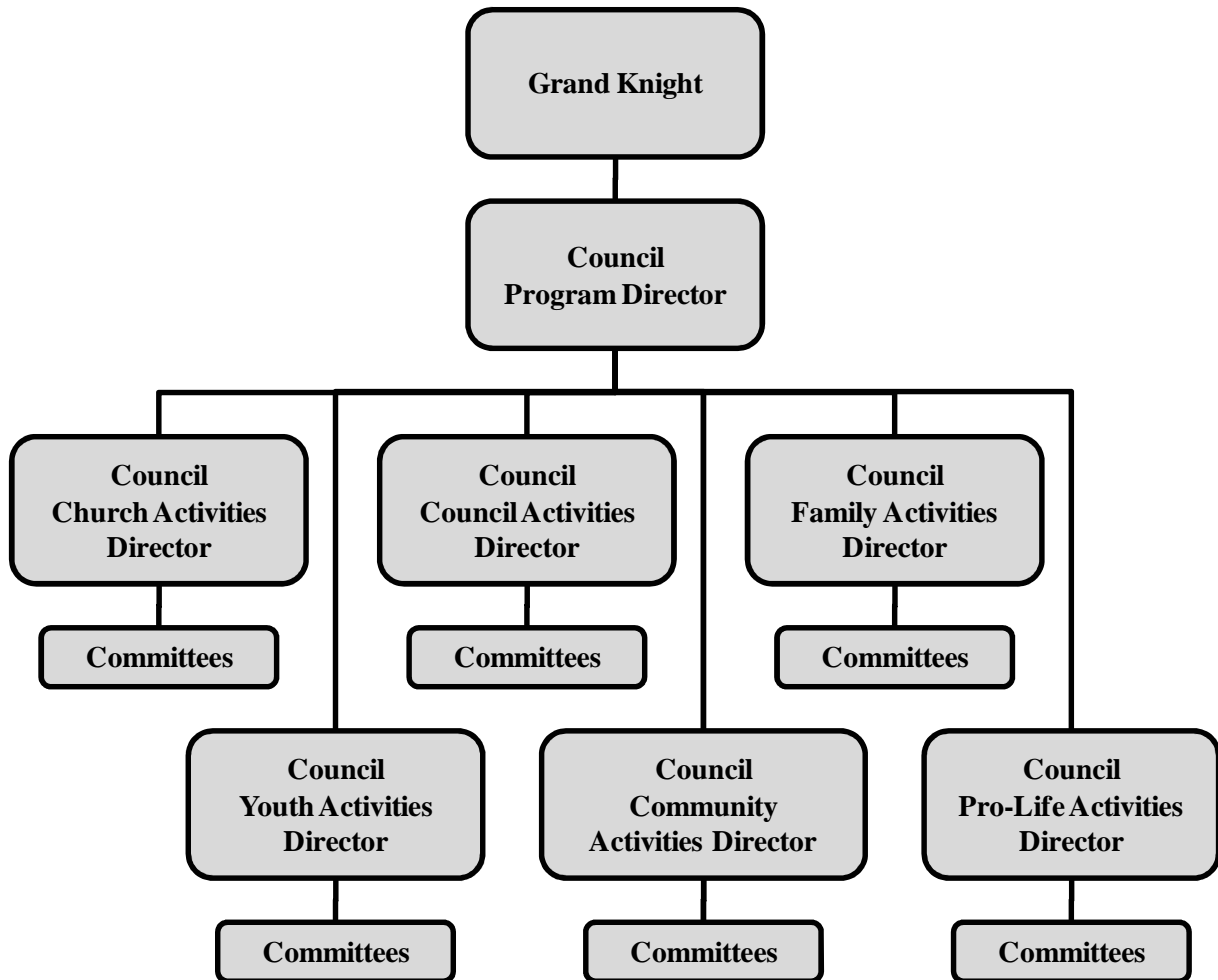 Grand Knight
Council
Program Director
Council
Church Activities
Director
Council
Council Activities
Director
Council
Family Activities
Director
Committees
Committees
Committees
Council
Youth Activities
Director
Council
Community
Activities Director
Council
Pro-Life Activities
Director
Committees
Committees
Committees